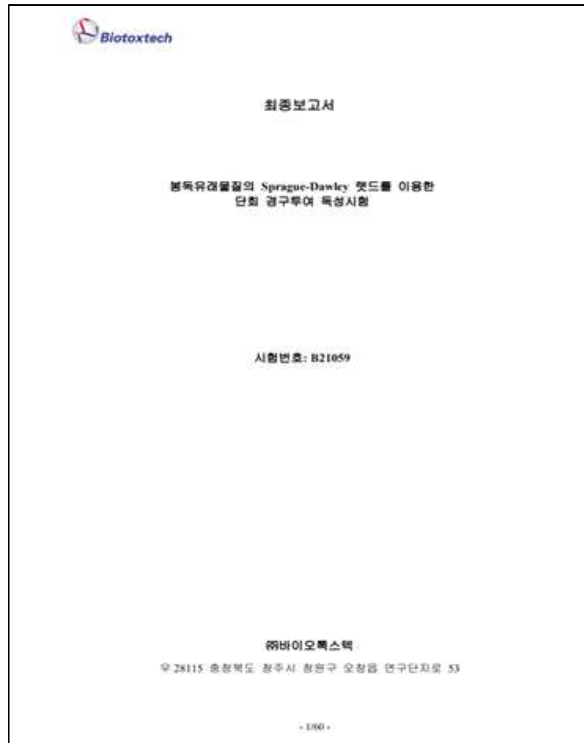 Biotoxtech
최종보고서
봉독유래물질의 Sprague-Dawley 랫드를 이용한
단회 경구투여 독성시험
시험번호: B21059
㈜바이오톡스텍
우 28115 충청북도 청주시 청원구 오창읍 연구단지로 53
- 1/60 -